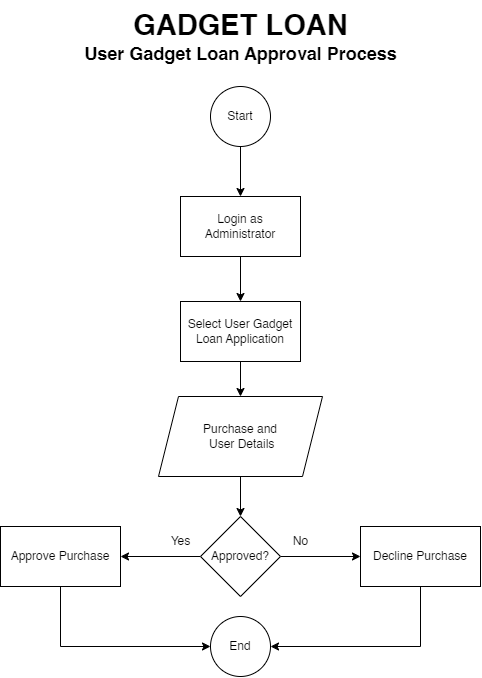 GADGET LOAN
User Gadget Loan Approval Process
Start
Login as
Administrator
Select User Gadget
Loan Application
Purchase and
User Details
Yes
No
Approve Purchase
Approved?
Decline Purchase
End